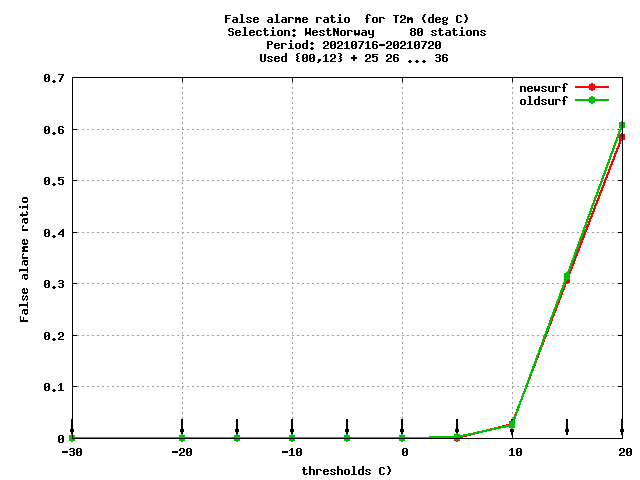 False alarme ratio  for T2m (deg C)
Selection: WestNorway     80 stations
Period: 20210716-20210720
Used {00,12} + 25 26 ... 36
newsurf
oldsurf
False alarme ratio
0.7
0.6
0.5
0.4
0.3
0.2
0.1
0
-30 -20 -10 0 10 20
thresholds C)